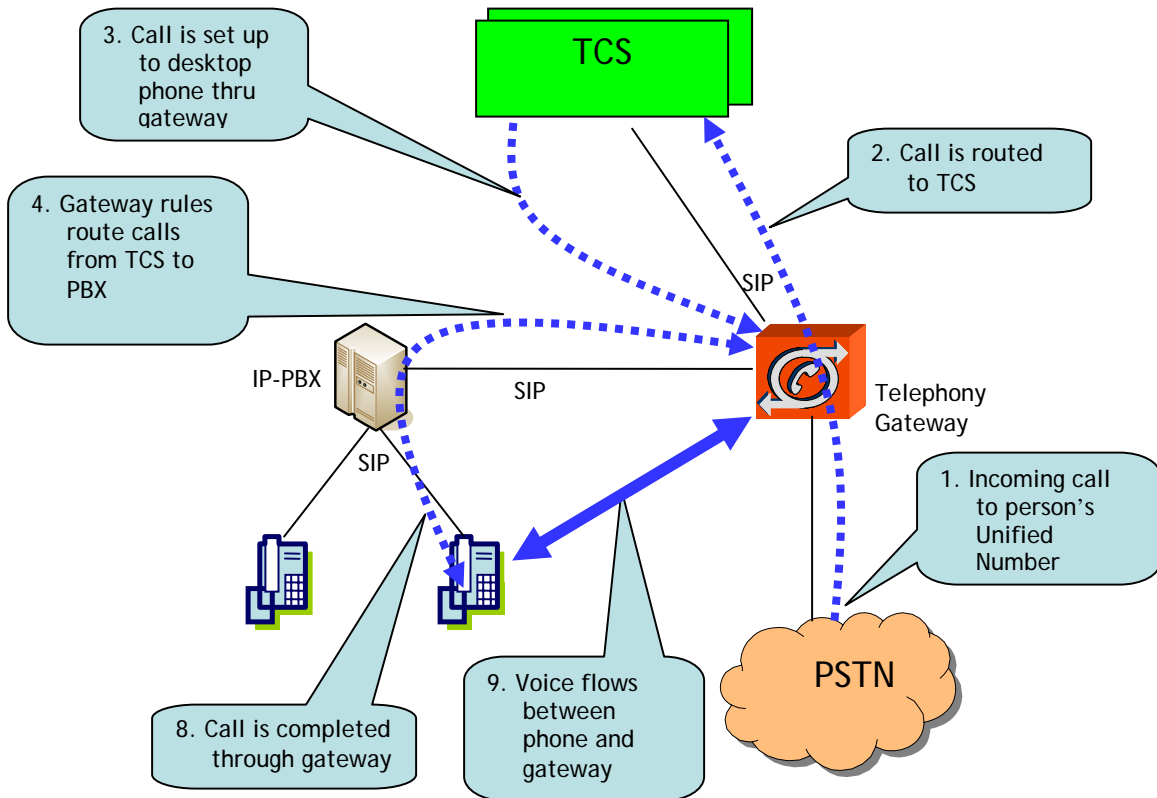 3. Call is set up
to desktop
phone thru
gateway
TCS
2. Call is routed
to TCS
4. Gateway rules
route calls
from TCS to
PBX
SIP
IP-PBX
SIP
Telephony
Gateway
SIP
1. Incoming call
to person's
Unified
Number
PSTN
9. Voice flows
between
phone and
gateway
8. Call is completed
through gateway